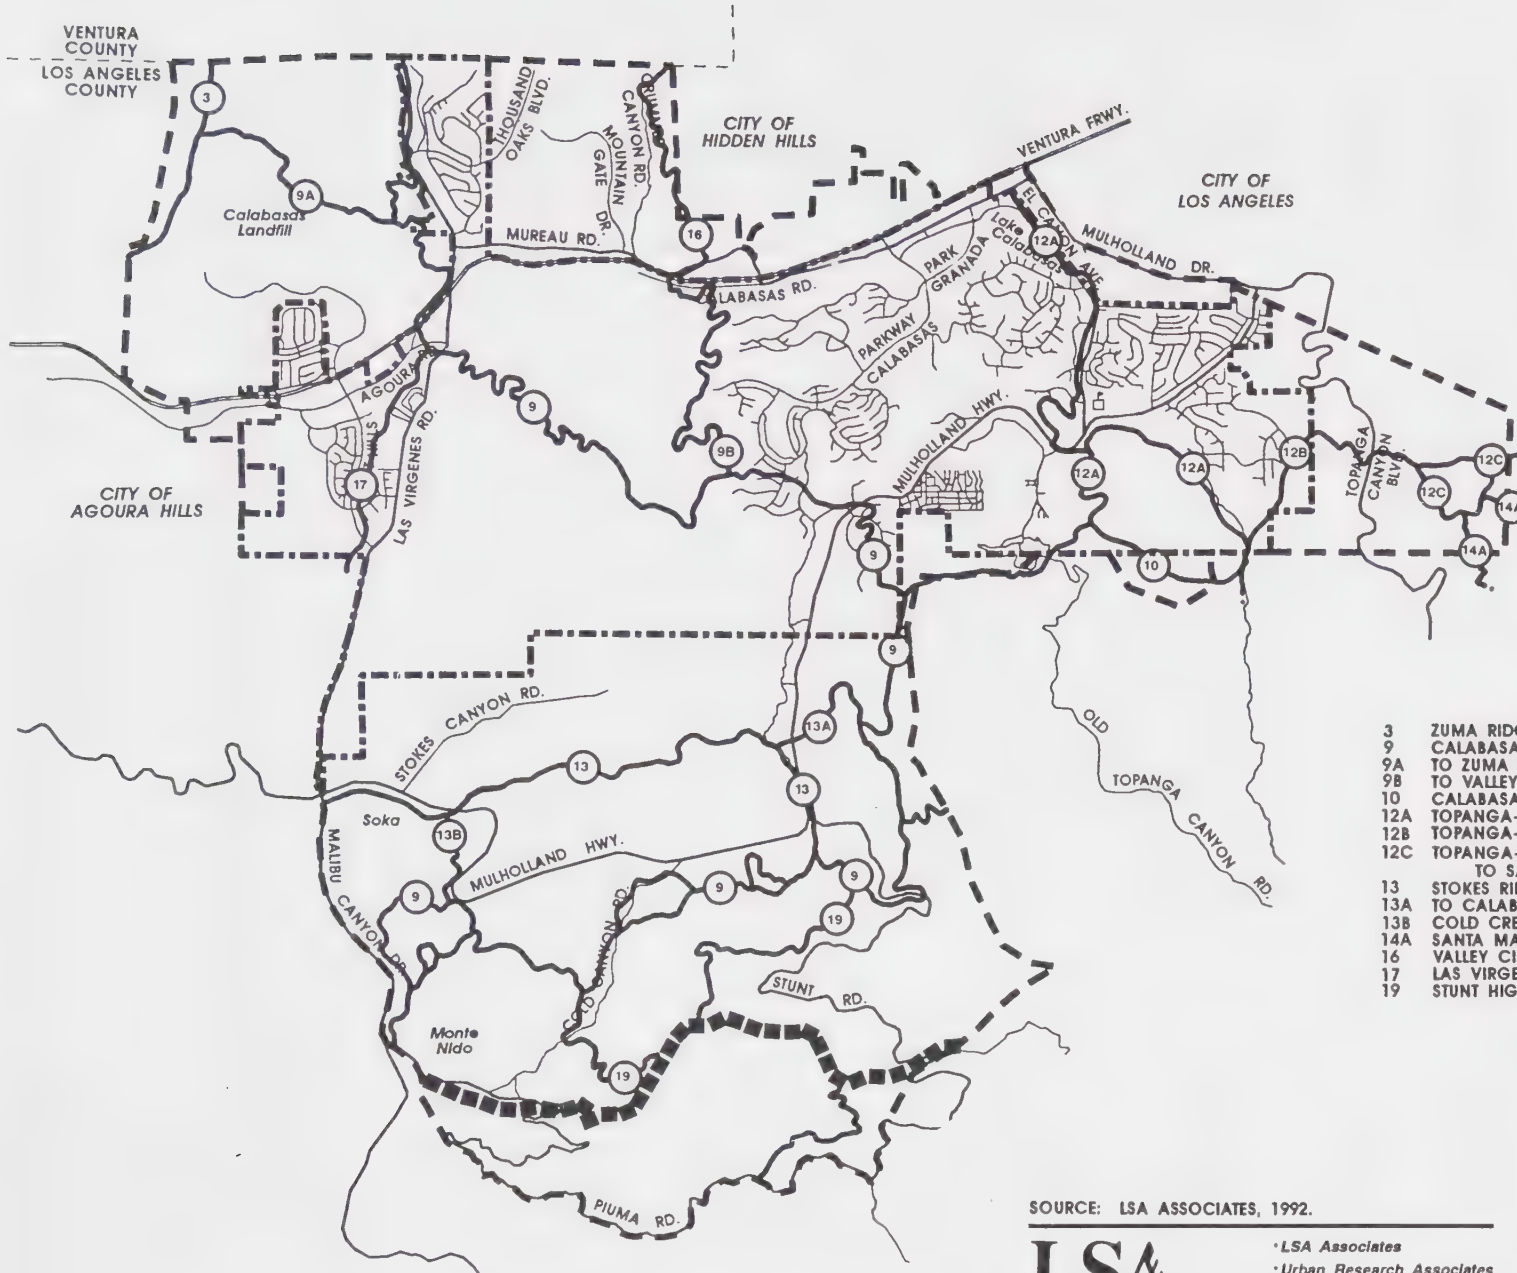 VENTURA
COUNTY
LOS ANGELES
COUNTY
3
9A
Calabasas
Landfill
THOUSAND
OAKS BLVD.
CANYON RD.
MOUNTAIN
GATE DR.
MUREAU RD.
16
CITY OF
HIDDEN HILLS
VENTURA FRWY.
CITY OF
LOS ANGELES
EL CAÑON AVE
Lake
Calabasas
12A
MULHOLLAND DR.
PARK
GRANADA
LABASAS RD.
PARKWAY
CALABASAS
AGOURA RD.
9
9B
MULHOLLAND HWY.
HILLS
17
LAS VIRGENES RD.
CITY OF
AGOURA HILLS
12A
12A
12B
TOPANGA
CANYON
BLVD.
12C
12C
14A
14A
9
10
9
STOKES CANYON RD.
13A
13
13
OLD
TOPANGA
CANYON
RD.
Soka
13B
MULHOLLAND HWY.
MALIBU
CANYON DR.
9
9
9
19
COLD CANYON RD.
STUNT RD.
Monte
Nido
19
PIUMA RD.
3 ZUMA RIDG
9 CALABASA
9A TO ZUMA
9B TO VALLEY
10 CALABASA
12A TOPANGA-
12B TOPANGA-
12C TOPANGA-
TO SA
13 STOKES RID
13A TO CALAB
13B COLD CRE
14A SANTA MA
16 VALLEY CI
17 LAS VIRGE
19 STUNT HIG
SOURCE: LSA ASSOCIATES, 1992.
LSA
• LSA Associates
• Urban Research Associates